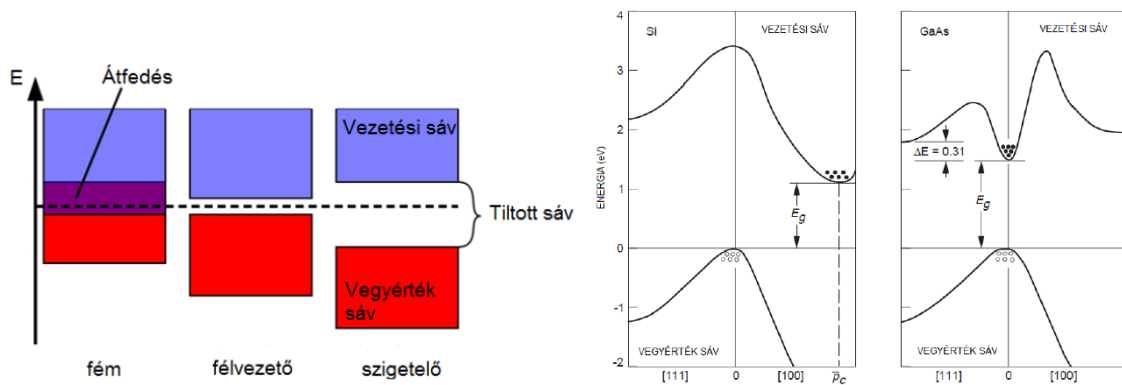 E
Átfedés
Vezetési sáv
Tiltott sáv
Vegyérték
sáv
fém
félvezető
szigetelő
ENERGIA (eV)
4
3
2
1
0
-1
-2
SI
VEZETÉSI SÁV
Eg
VEGYÉRTÉK SÁV
[111]
0
[100]
p̄c
GaAs
VEZETÉSI SÁV
ΔE = 0.31
Eg
VEGYÉRTÉK SÁV
[111]
0
[100]